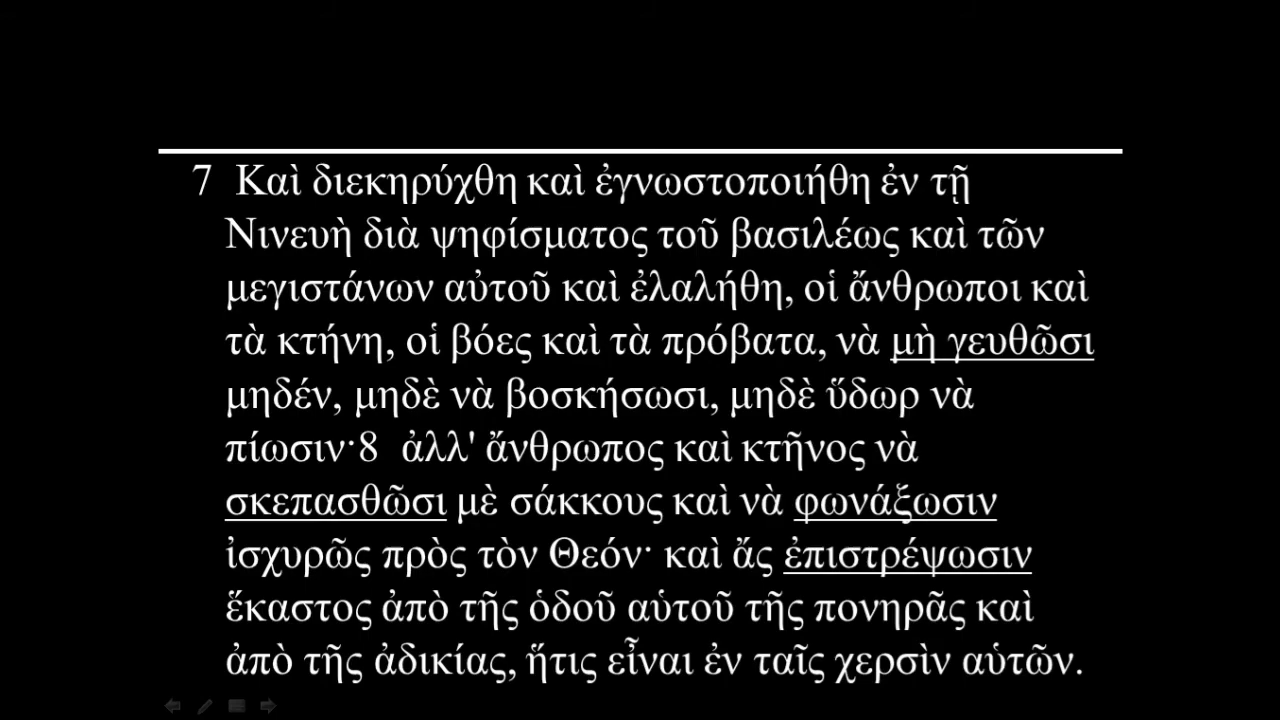 7 Καὶ διεκηρύχθη καὶ ἐγνωστοποιήθη ἐν τῇ
Νινευὴ διὰ ψηφίσματος τοῦ βασιλέως καὶ τῶν
μεγιστάνων αὐτοῦ καὶ ἐλαλήθη, οἱ ἄνθρωποι καὶ
τὰ κτήνη, οἱ βόες καὶ τὰ πρόβατα, νὰ μὴ γευθῶσι
μηδέν, μηδὲ νὰ βοσκήσωσι, μηδὲ ὕδωρ νὰ
πίωσιν·8 ἀλλ' ἄνθρωπος καὶ κτῆνος νὰ
σκεπασθῶσι μὲ σάκκους καὶ νὰ φωνάξωσιν
ἰσχυρῶς πρὸς τὸν Θεόν· καὶ ἄς ἐπιστρέψωσιν
ἕκαστος ἀπὸ τῆς ὁδοῦ αὑτοῦ τῆς πονηρᾶς καὶ
ἀπὸ τῆς ἀδικίας, ἥτις εἶναι ἐν ταῖς χερσὶν αὑτῶν.